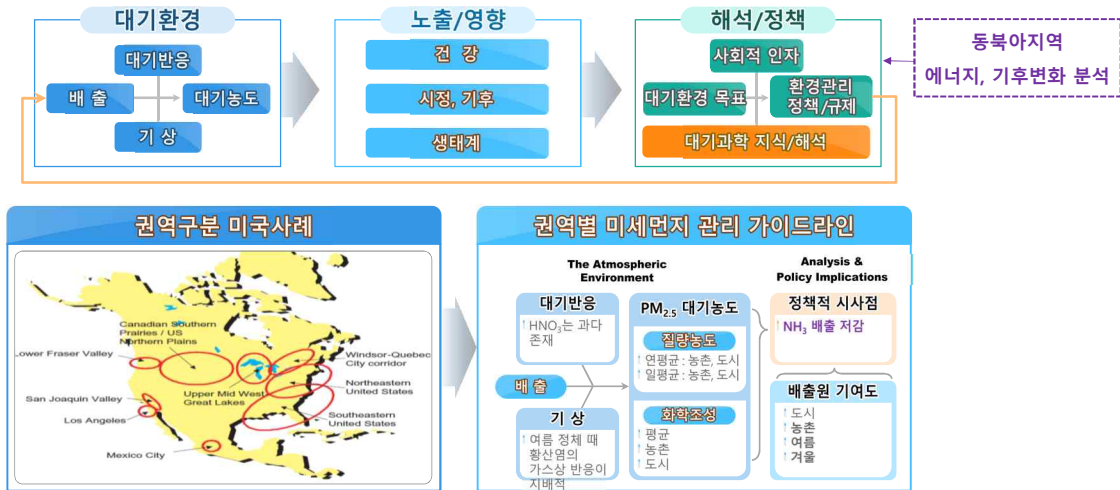 대기환경
대기반응
배 출
대기농도
기 상
노출/영향
건 강
시정, 기후
생태계
해석/정책
사회적 인자
대기환경 목표
환경관리
정책/규제
대기과학 지식/해석
동북아지역
에너지, 기후변화 분석
권역구분 미국사례
Canadian Southern
Prairies / US
Northern Plains
Lower Fraser Valley
Windsor-Quebec
City corridor
Northeastern
United States
Upper Mid West
Great Lakes
San Joaquin Valley
Los Angeles
Southeastern
United States
Mexico City
권역별 미세먼지 관리 가이드라인
The Atmospheric
Environment
Analysis &
Policy Implications
대기반응
↑ HNO₃는 과다
존재
배 출
기 상
↑ 여름 정체 때
황산염의
가스상 반응이
지배적
PM₂.₅ 대기농도
질량농도
↑ 연평균 : 농촌, 도시
↑ 일평균 : 농촌, 도시
화학조성
↑ 평균
↑ 농촌
↑ 도시
정책적 시사점
↑ NH₃ 배출 저감
배출원 기여도
↑ 도시
↑ 농촌
↑ 여름
↑ 겨울